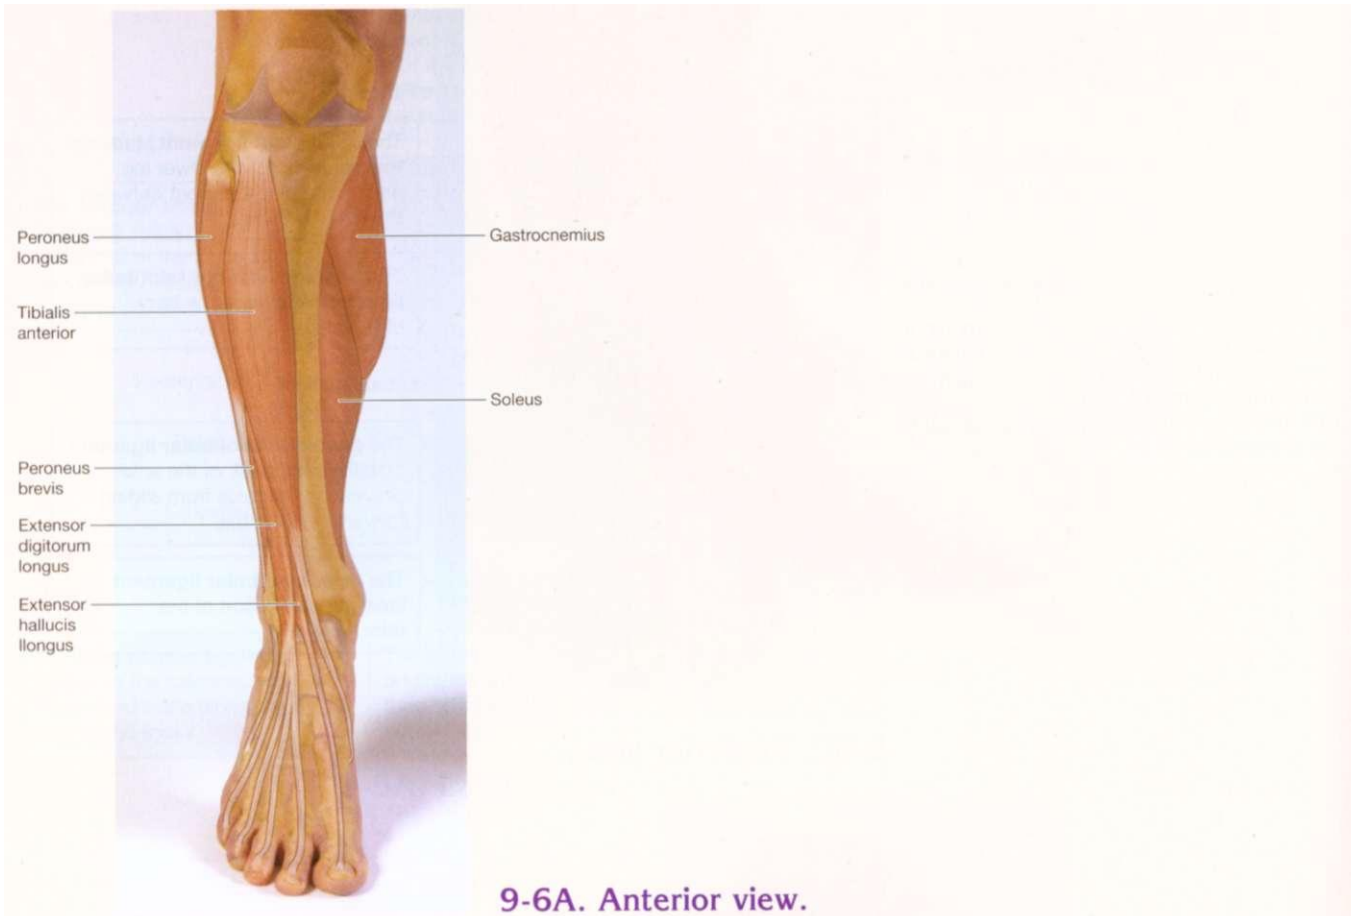 Peroneus
longus
Tibialis
anterior
Peroneus
brevis
Extensor
digitorum
longus
Extensor
hallucis
llongus
Gastrocnemius
Soleus
9-6A. Anterior view.